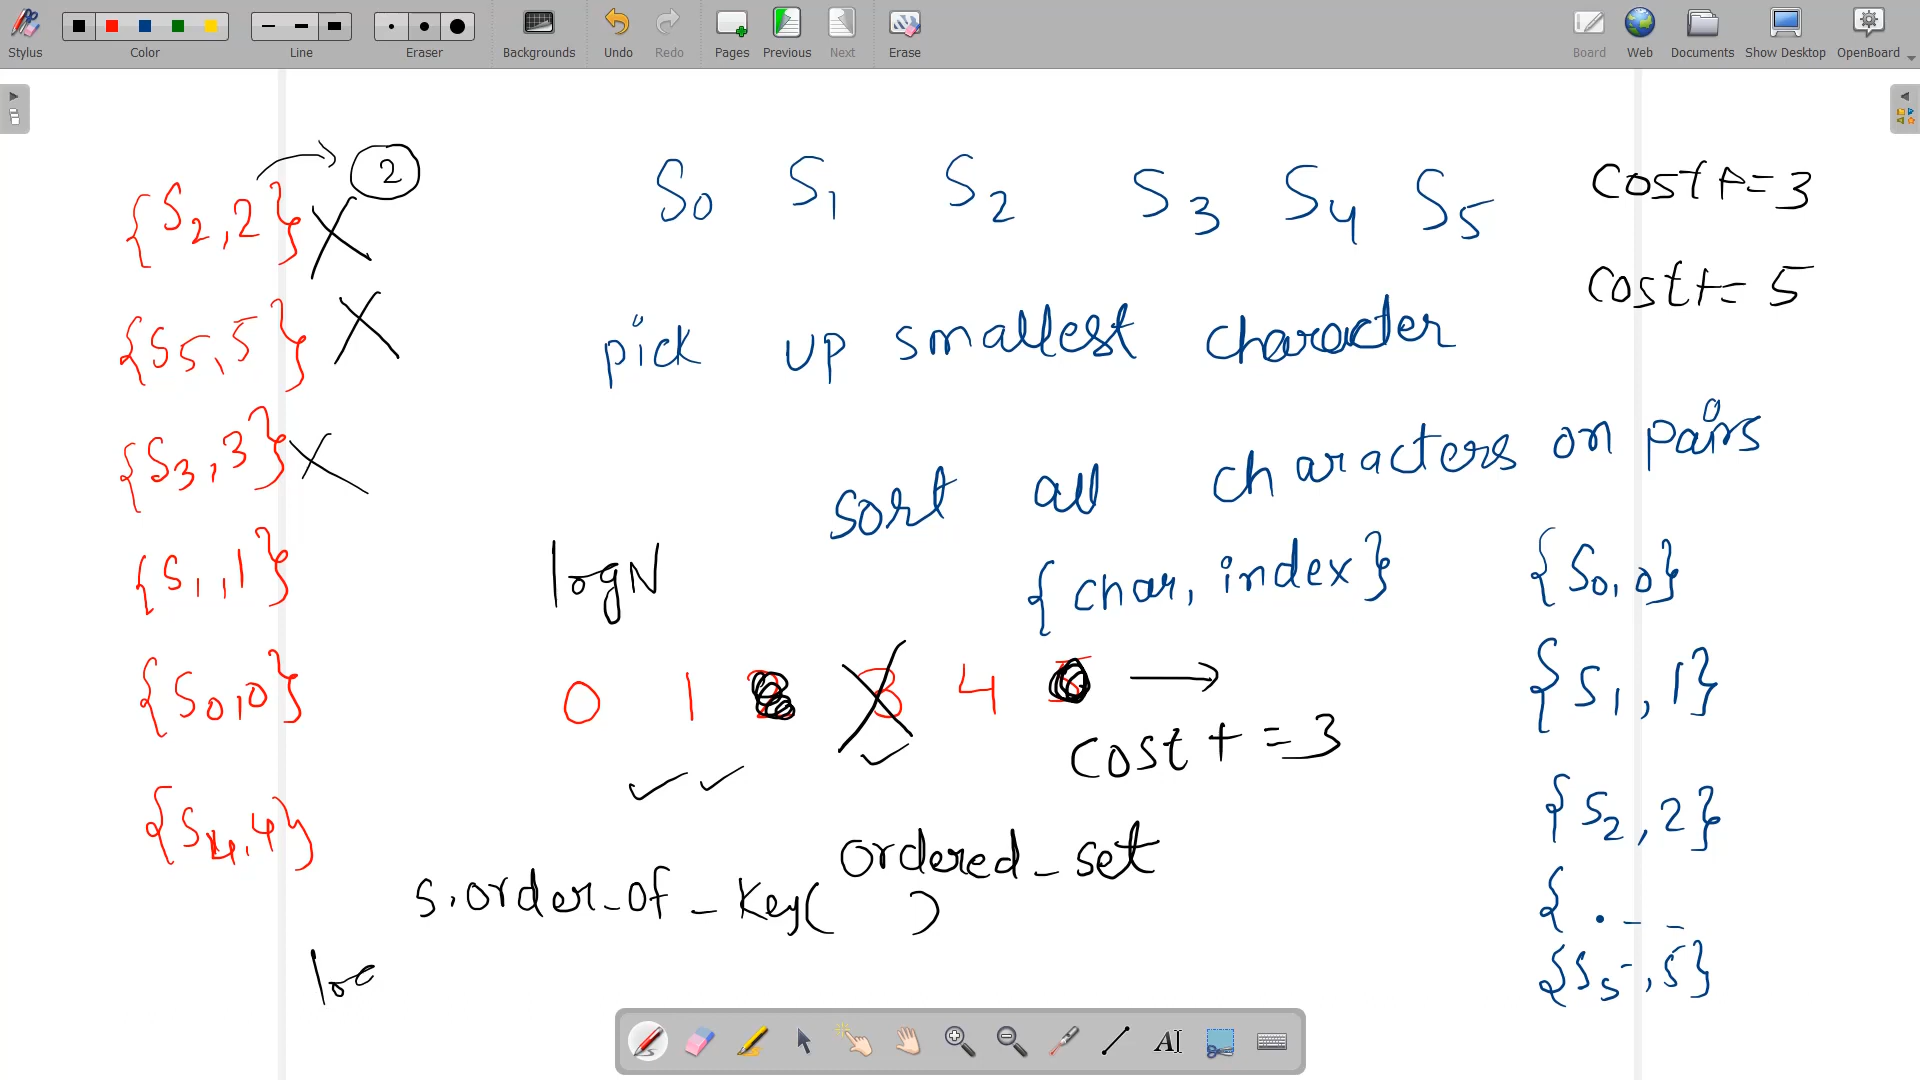 Stylus Color Line Eraser Backgrounds Undo Redo Pages Previous Next Erase Board Web Documents Show Desktop OpenBoard
2
{S2, 2}
{S5, 5}
{S3, 3}
{S1, 1}
{S0, 0}
{S4, 4}
S0 S1 S2 S3 S4 S5
cost += 3
cost += 5
pick up smallest character
sort all characters on pairs
{char, index}
logN
0 1 3 4
cost += 3
ordered_set
s.order_of_key( )
{S0, 0}
{S1, 1}
{S2, 2}
{ . _ _
{S5, 5}